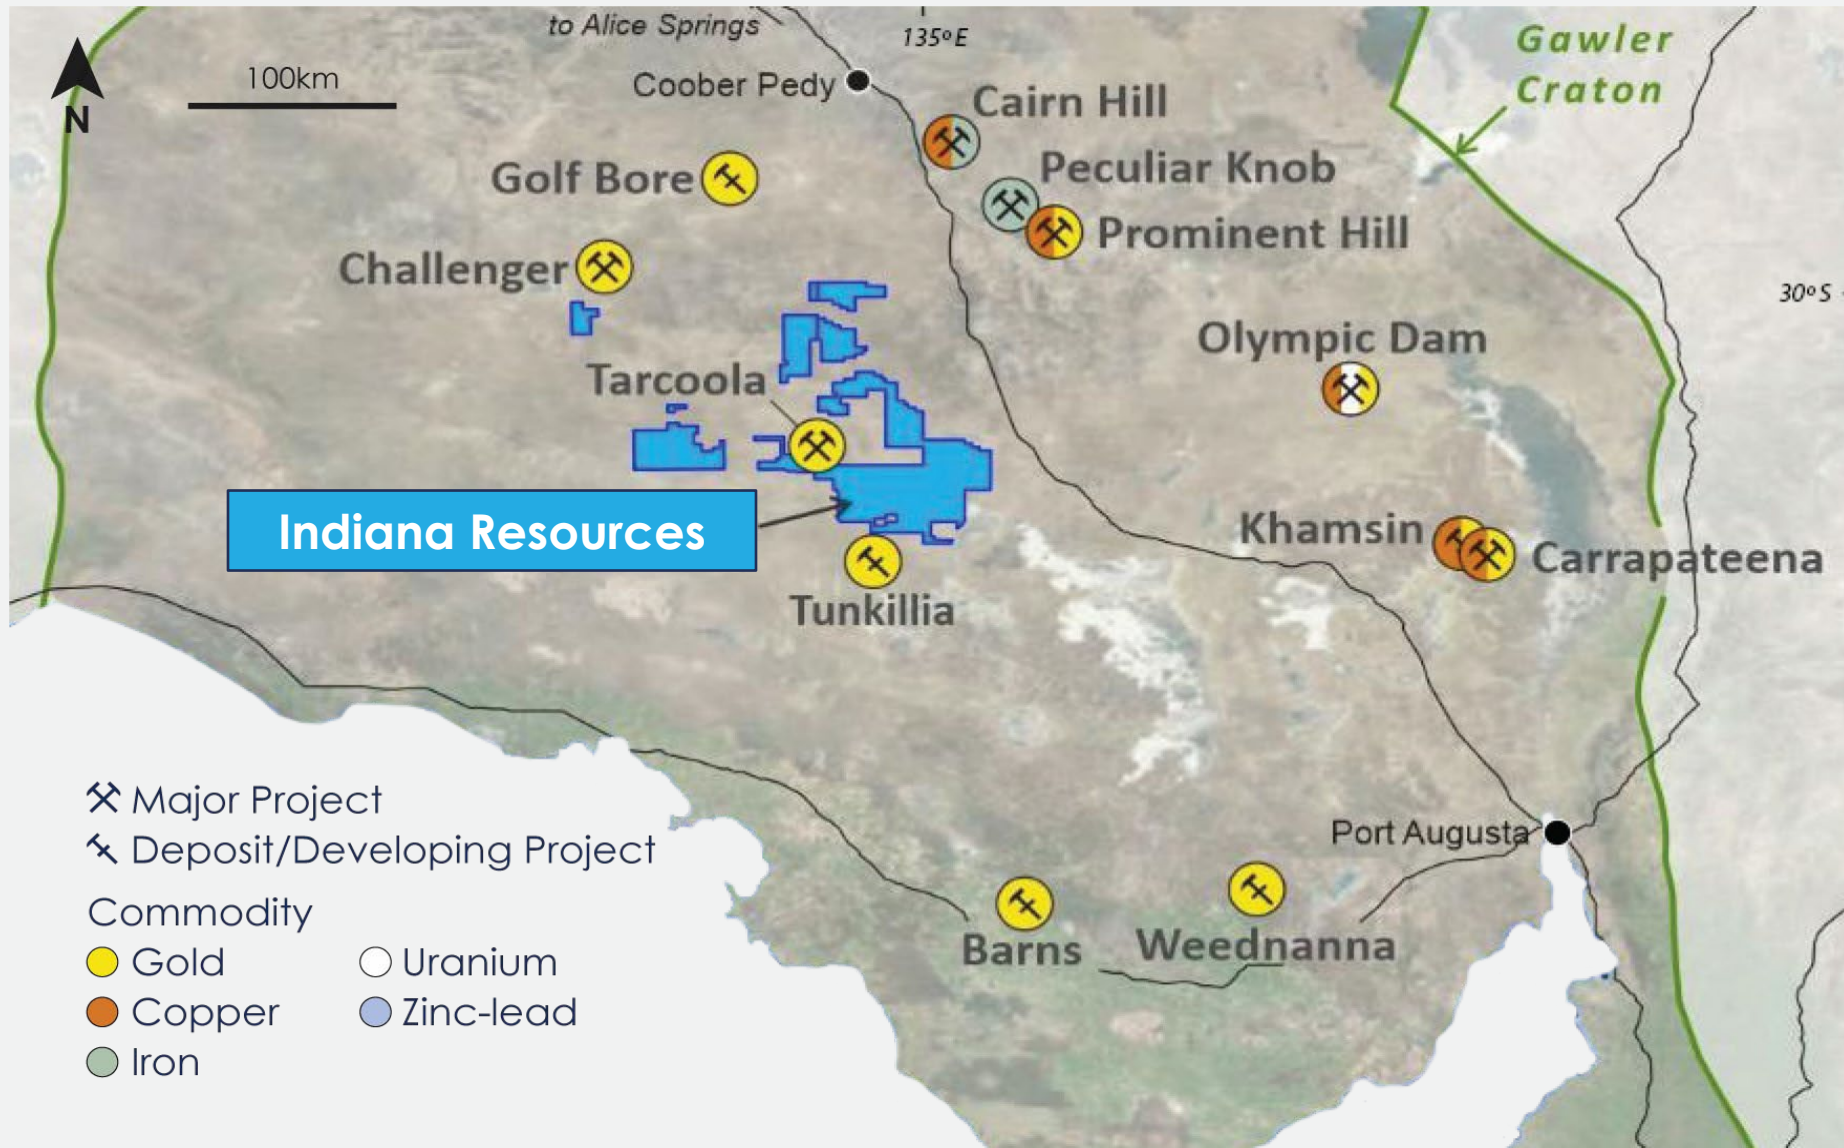 to Alice Springs
135ºE
Gawler
Craton
100km
N
Coober Pedy
Cairn Hill
Peculiar Knob
Golf Bore
Prominent Hill
Challenger
30ºS
Olympic Dam
Tarcoola
Indiana Resources
Khamsin
Carrapateena
Tunkillia
Port Augusta
Barns
Weednanna
Major Project
Deposit/Developing Project
Commodity
Gold
Uranium
Copper
Zinc-lead
Iron